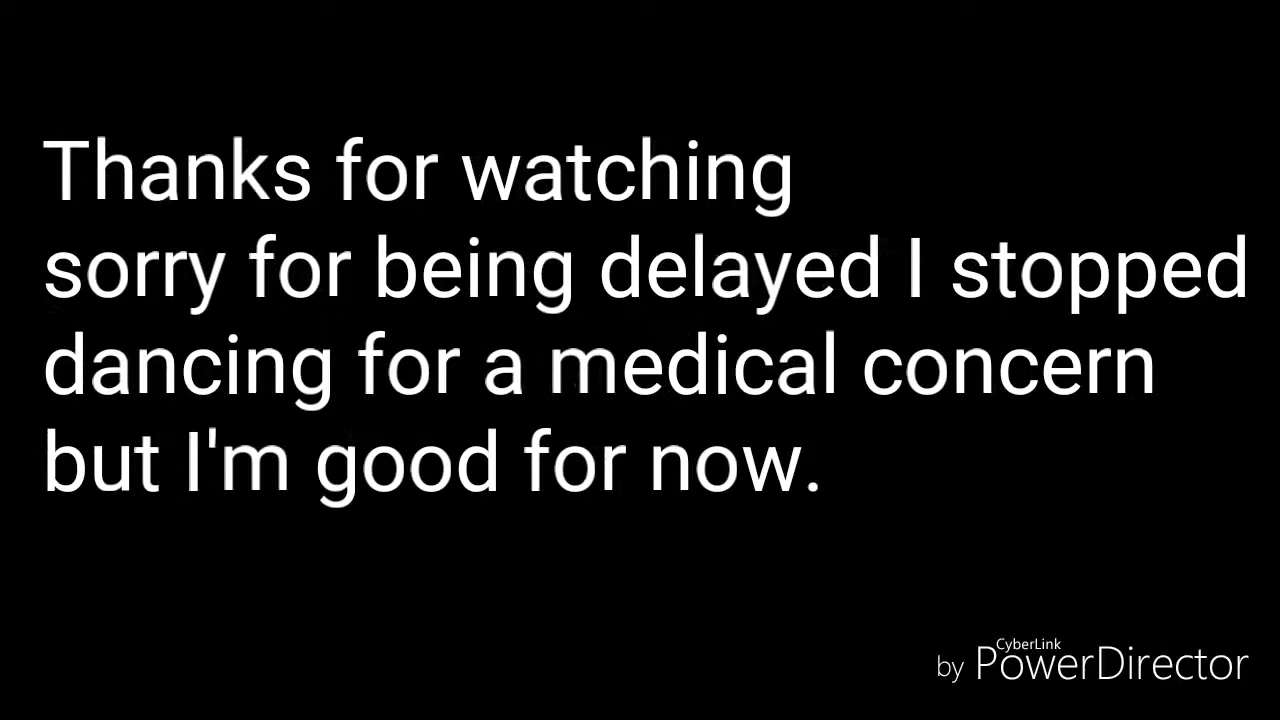 Thanks for watching
sorry for being delayed I stopped
dancing for a medical concern
but I'm good for now.
CyberLink
by PowerDirector